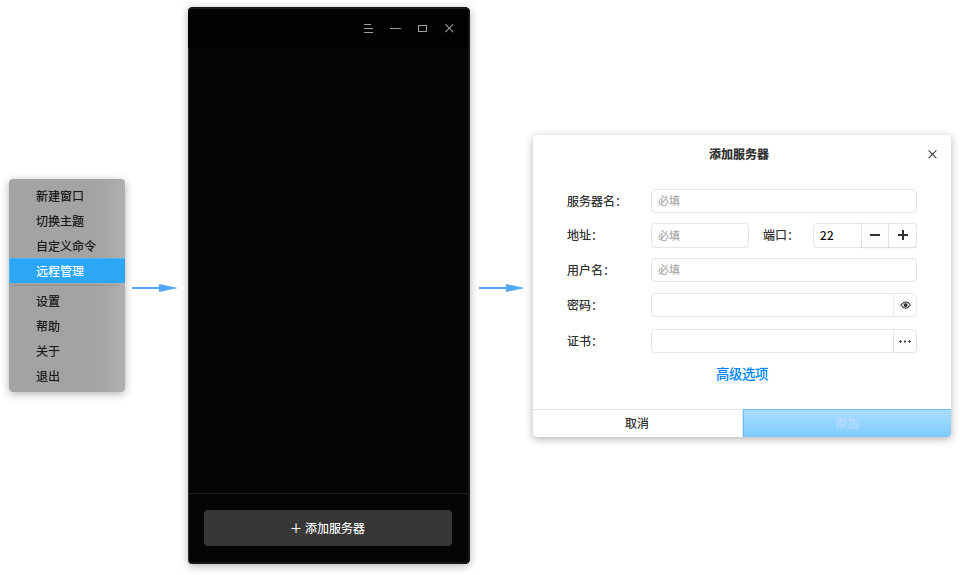 新建窗口
切换主题
自定义命令
远程管理
设置
帮助
关于
退出
+ 添加服务器
添加服务器
服务器名： 必填
地址： 必填 端口： 22
用户名： 必填
密码：
证书：
高级选项
取消 添加